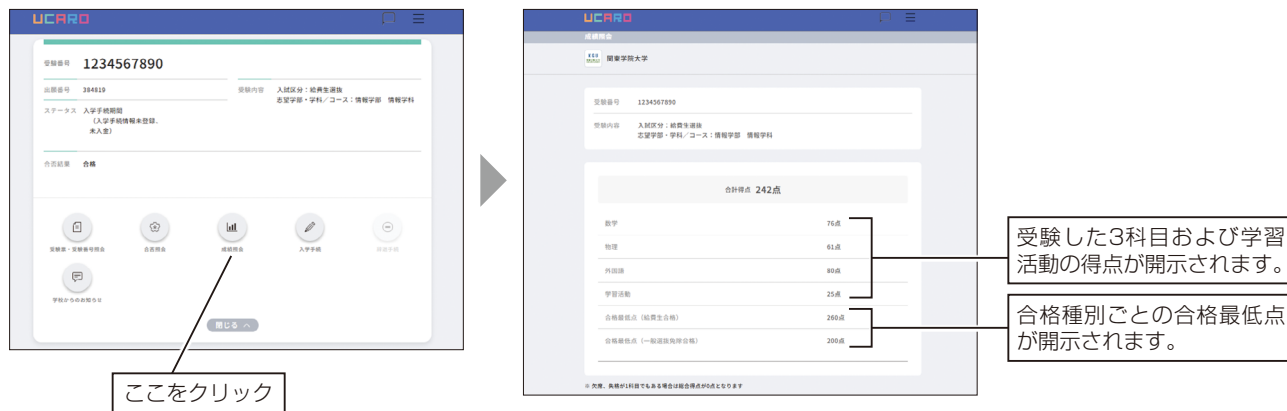 UCARO
受験番号 1234567890
出願番号 384819
受験内容 入試区分：給費生選抜
志望学部・学科／コース：情報学部 情報学科
ステータス 入学手続期間
（入学手続情報未登録、
未入金）
合否結果 合格
受験票・受験番号照会
合否照会
成績照会
入学手続
辞退手続
学校からのお知らせ
閉じる
ここをクリック
UCARO
成績照会
関東学院大学
受験番号 1234567890
受験内容 入試区分：給費生選抜
志望学部・学科／コース：情報学部 情報学科
合計得点 242点
数学 76点
物理 61点
外国語 80点
学習活動 25点
合格最低点（給費生合格） 260点
合格最低点（一般選抜免除合格） 200点
※ 欠席、失格が1科目でもある場合は総合得点が0点となります
受験した3科目および学習
活動の得点が開示されます。
合格種別ごとの合格最低点
が開示されます。